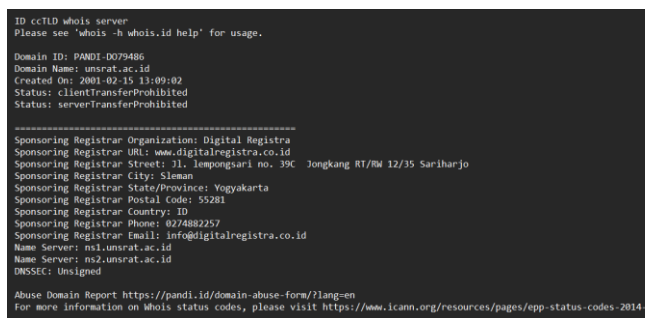 ID ccTLD whois server
Please see 'whois -h whois.id help' for usage.
Domain ID: PANDI-DO79486
Domain Name: unsrat.ac.id
Created On: 2001-02-15 13:09:02
Status: clientTransferProhibited
Status: serverTransferProhibited
====================================================
Sponsoring Registrar Organization: Digital Registra
Sponsoring Registrar URL: www.digitalregistra.co.id
Sponsoring Registrar Street: Jl. lempongsari no. 39C  Jongkang RT/RW 12/35 Sariharjo
Sponsoring Registrar City: Sleman
Sponsoring Registrar State/Province: Yogyakarta
Sponsoring Registrar Postal Code: 55281
Sponsoring Registrar Country: ID
Sponsoring Registrar Phone: 0274882257
Sponsoring Registrar Email: info@digitalregistra.co.id
Name Server: ns1.unsrat.ac.id
Name Server: ns2.unsrat.ac.id
DNSSEC: Unsigned
Abuse Domain Report https://pandi.id/domain-abuse-form/?lang=en
For more information on Whois status codes, please visit https://www.icann.org/resources/pages/epp-status-codes-2014-